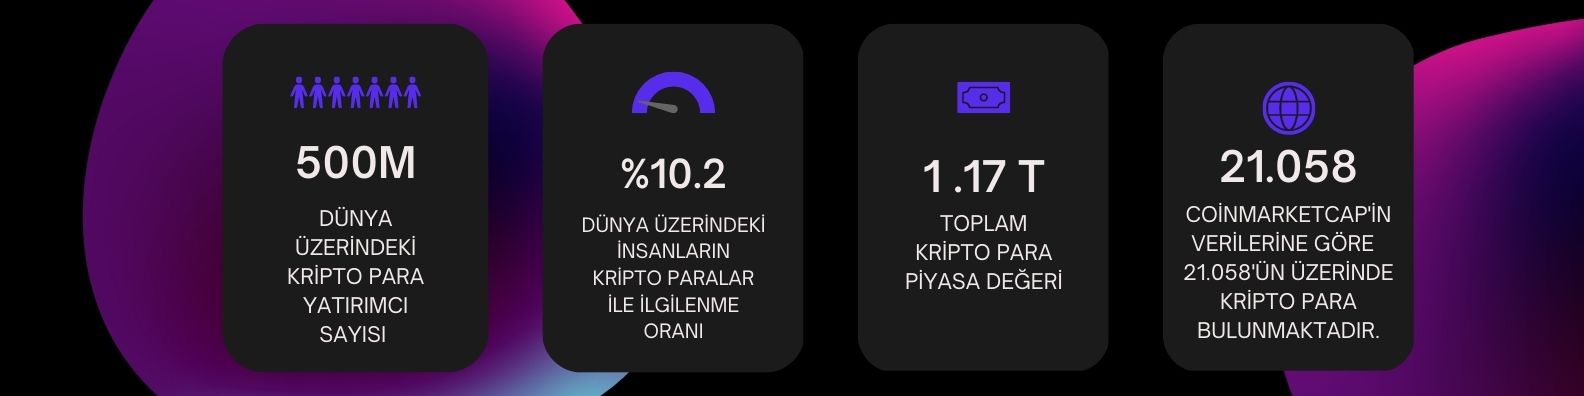 500M
DÜNYA
ÜZERİNDEKİ
KRİPTO PARA
YATIRIMCI
SAYISI
%10.2
DÜNYA ÜZERİNDEKİ
İNSANLARIN
KRİPTO PARALAR
İLE İLGİLENME
ORANI
1.17 T
TOPLAM
KRİPTO PARA
PİYASA DEĞERİ
21.058
COİNMARKETCAP'İN
VERİLERİNE GÖRE
21.058'ÜN ÜZERİNDE
KRİPTO PARA
BULUNMAKTADIR.